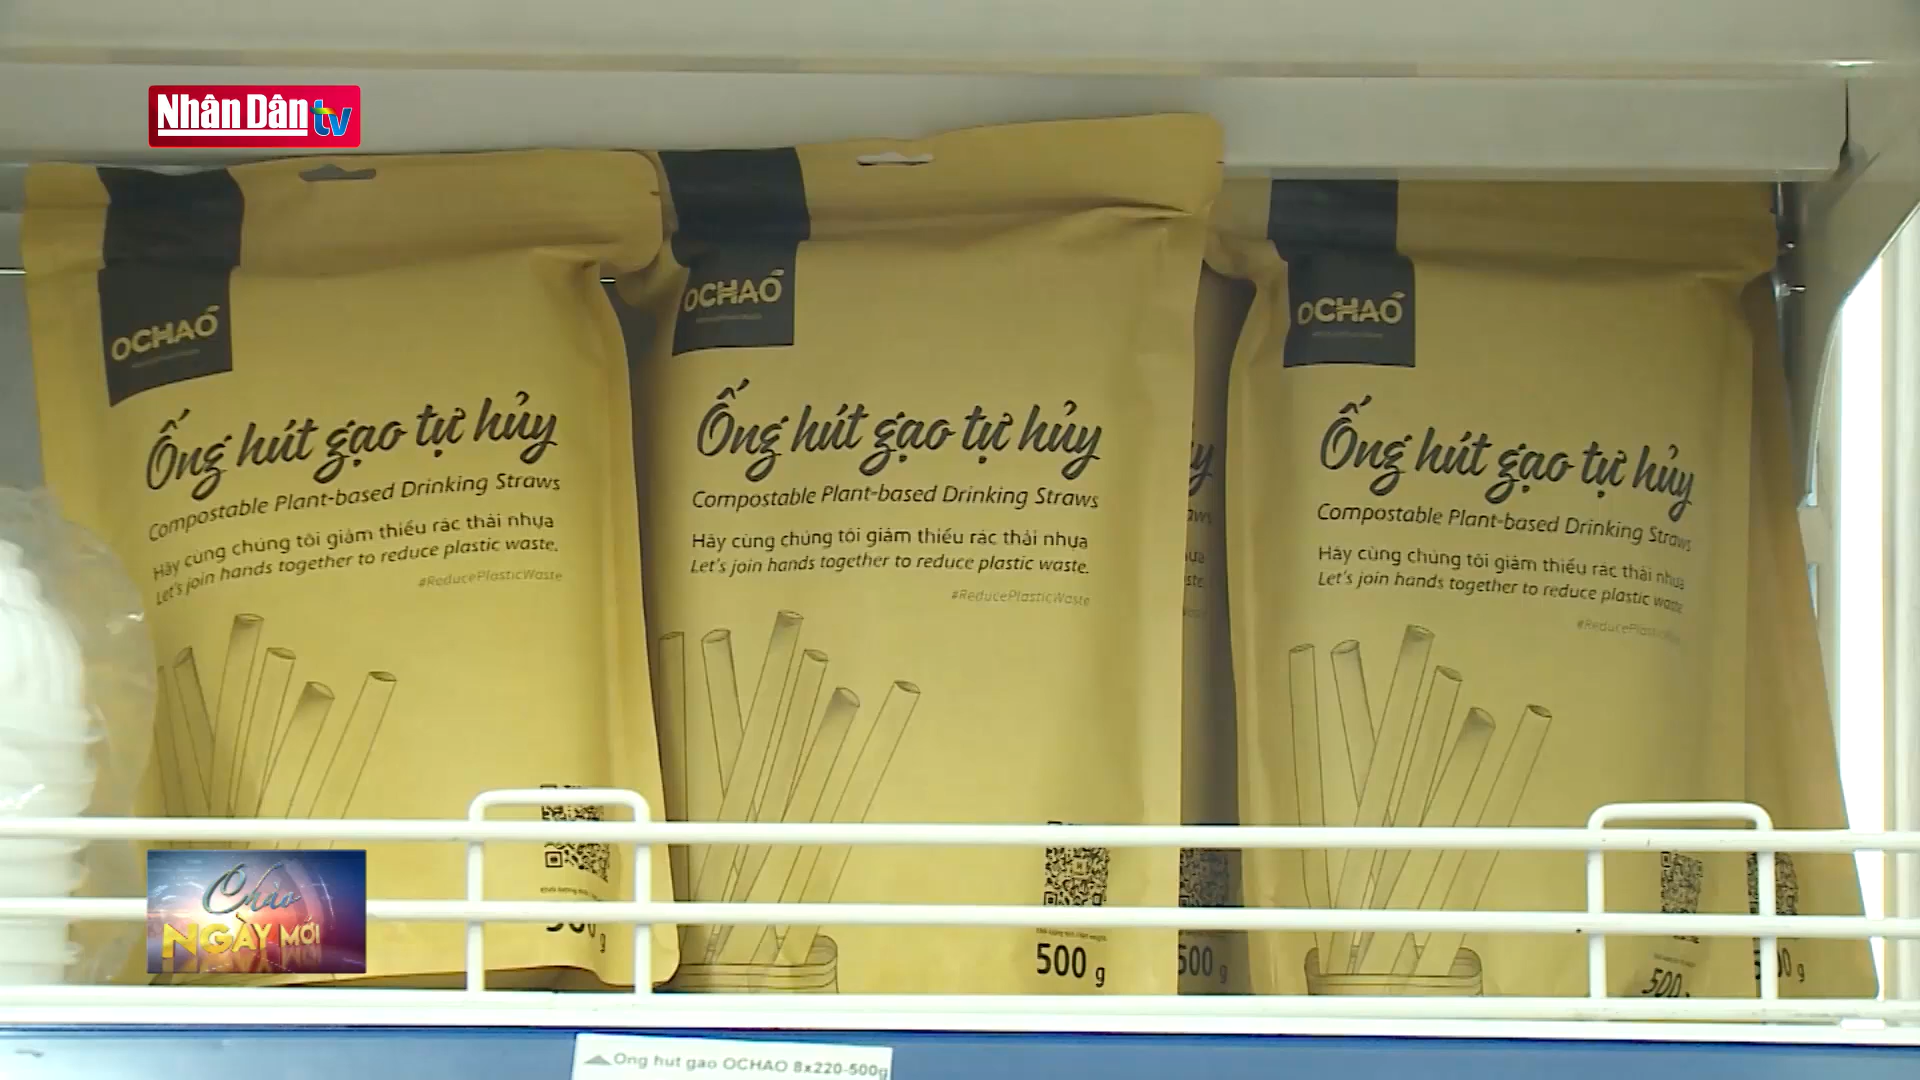 Nhân Dân tv
OCHAO
Ống hút gạo tự hủy
Compostable Plant-based Drinking Straws
Hãy cùng chúng tôi giảm thiểu rác thải nhựa
Let's join hands together to reduce plastic waste.
#ReducePlasticWaste
OCHAO
Ống hút gạo tự hủy
Compostable Plant-based Drinking Straws
Hãy cùng chúng tôi giảm thiểu rác thải nhựa
Let's join hands together to reduce plastic waste.
#ReducePlasticWaste
500 g
500 g
OCHAO
Ống hút gạo tự hủy
Compostable Plant-based Drinking Straws
Hãy cùng chúng tôi giảm thiểu rác thải nhựa
Let's join hands together to reduce plastic waste.
500
Chào
NGÀY MỚI
Ong hut gao OCHAO 8x220-500g